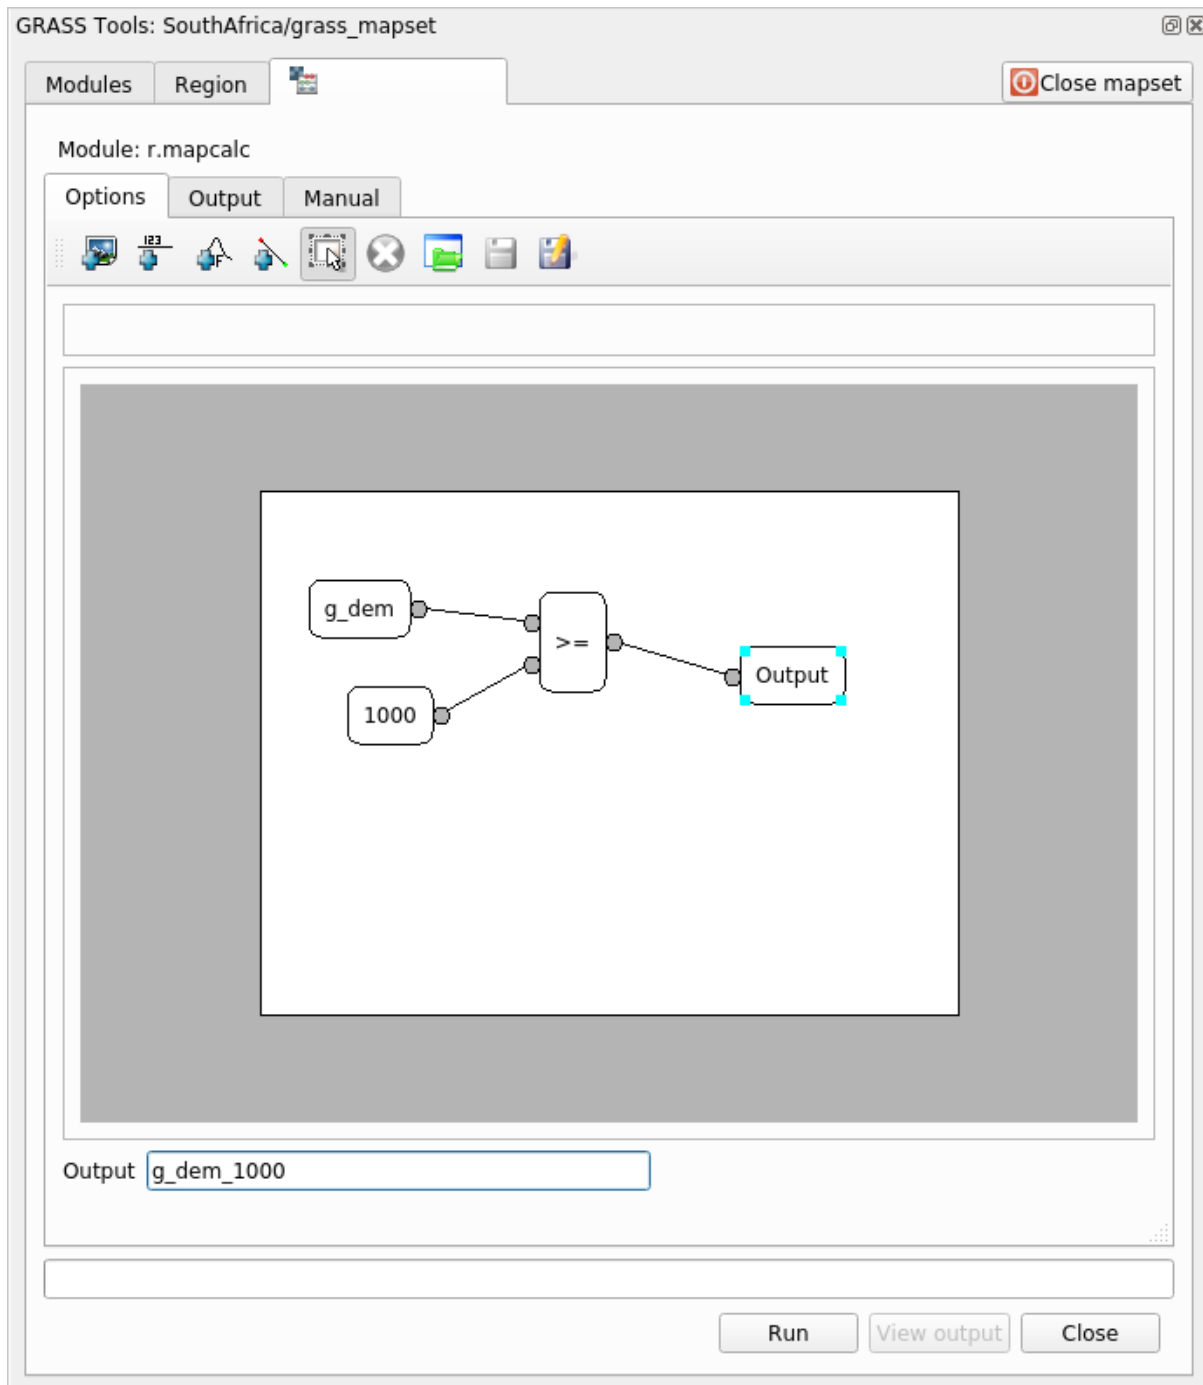 GRASS Tools: SouthAfrica/grass_mapset
Modules Region Close mapset
Module: r.mapcalc
Options Output Manual
123 F
g_dem
>=
Output
1000
Output g_dem_1000
Run View output Close